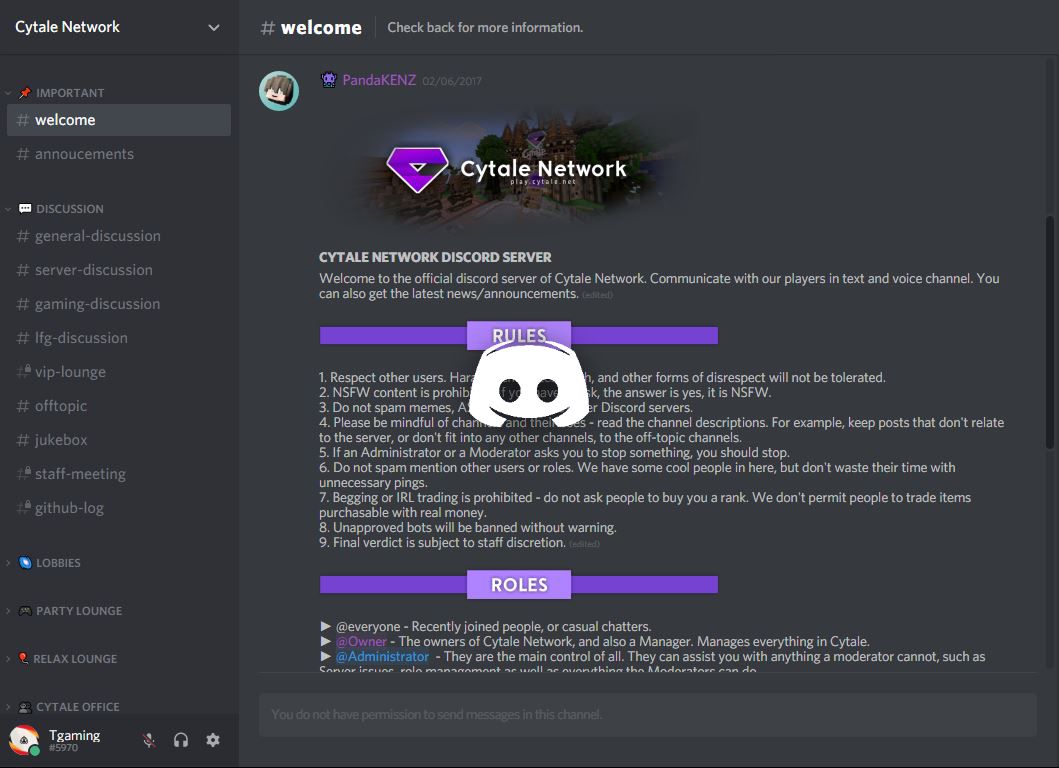 Cytale Network
# welcome
Check back for more information.
IMPORTANT
# welcome
# annoucements
DISCUSSION
# general-discussion
# server-discussion
# gaming-discussion
# lfg-discussion
# vip-lounge
# offtopic
# jukebox
# staff-meeting
# github-log
LOBBIES
PARTY LOUNGE
RELAX LOUNGE
CYTALE OFFICE
Tgaming
#5970
PandaKENZ 02/06/2017
Cytale Network
play.cytale.net
CYTALE NETWORK DISCORD SERVER
Welcome to the official discord server of Cytale Network. Communicate with our players in text and voice channel. You
can also get the latest news/announcements. (edited)
RULES
1. Respect other users. and other forms of disrespect will not be tolerated.
2. NSFW content is the answer is yes, it is NSFW.
3. Do not spam memes, Discord servers.
4. Please be mindful of and - read the channel descriptions. For example, keep posts that don't relate
to the server, or don't fit into any other channels, to the off-topic channels.
5. If an Administrator or a Moderator asks you to stop something, you should stop.
6. Do not spam mention other users or roles. We have some cool people in here, but don't waste their time with
unnecessary pings.
7. Begging or IRL trading is prohibited - do not ask people to buy you a rank. We don't permit people to trade items
purchasable with real money.
8. Unapproved bots will be banned without warning.
9. Final verdict is subject to staff discretion. (edited)
ROLES
► @everyone - Recently joined people, or casual chatters.
► @Owner - The owners of Cytale Network, and also a Manager. Manages everything in Cytale.
► @Administrator - They are the main control of all. They can assist you with anything a moderator cannot, such as
Server issues, role management as well as everything the Moderators can do.
You do not have permission to send messages in this channel.